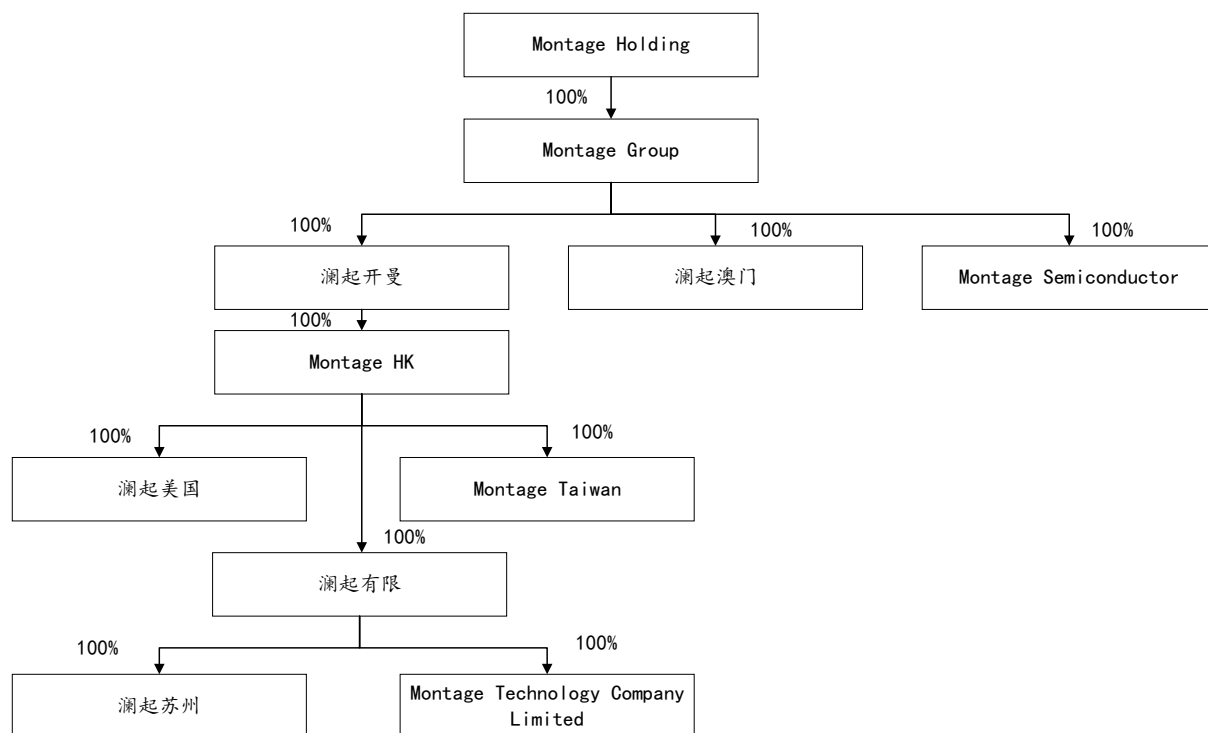 Montage Holding
100%
Montage Group
100%
100%
100%
澜起开曼
澜起澳门
Montage Semiconductor
100%
Montage HK
100%
100%
澜起美国
Montage Taiwan
100%
澜起有限
100%
100%
澜起苏州
Montage Technology Company
Limited